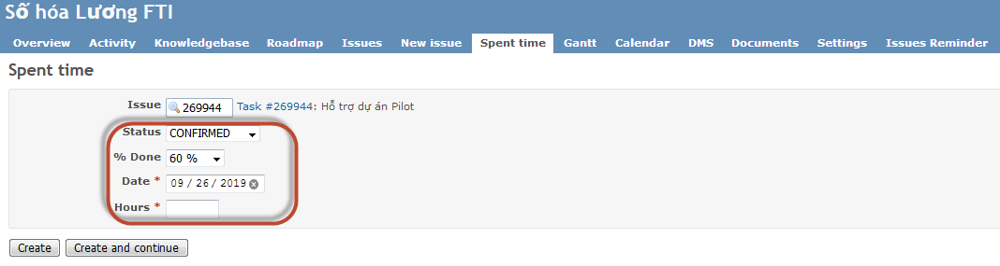 Số hóa Lương FTI
Overview Activity Knowledgebase Roadmap Issues New issue Spent time Gantt Calendar DMS Documents Settings Issues Reminder
Spent time
Issue 269944 Task #269944: Hỗ trợ dự án Pilot
Status CONFIRMED
% Done 60 %
Date * 09 / 26 / 2019
Hours *
Create Create and continue